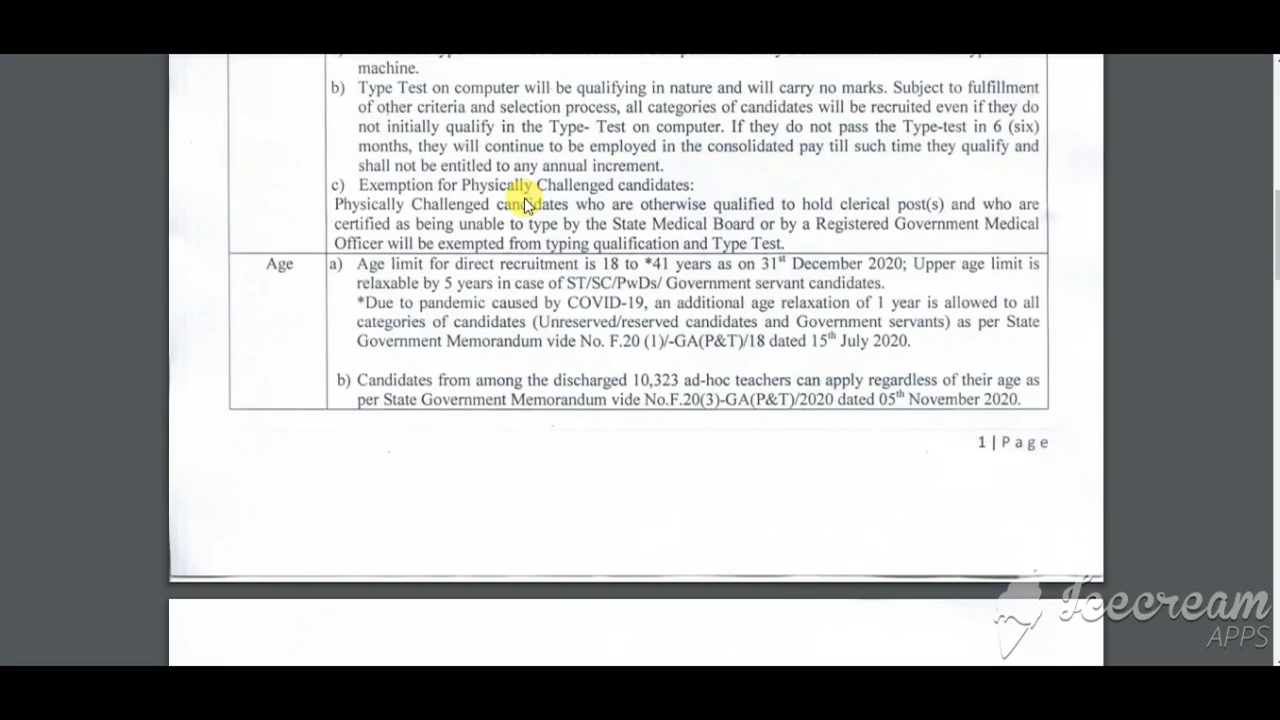 machine.
b) Type Test on computer will be qualifying in nature and will carry no marks. Subject to fulfillment
of other criteria and selection process, all categories of candidates will be recruited even if they do
not initially qualify in the Type- Test on computer. If they do not pass the Type-test in 6 (six)
months, they will continue to be employed in the consolidated pay till such time they qualify and
shall not be entitled to any annual increment.
c) Exemption for Physically Challenged candidates:
Physically Challenged candidates who are otherwise qualified to hold clerical post(s) and who are
certified as being unable to type by the State Medical Board or by a Registered Government Medical
Officer will be exempted from typing qualification and Type Test.
Age
a) Age limit for direct recruitment is 18 to *41 years as on 31st December 2020; Upper age limit is
relaxable by 5 years in case of ST/SC/PwDs/ Government servant candidates.
*Due to pandemic caused by COVID-19, an additional age relaxation of 1 year is allowed to all
categories of candidates (Unreserved/reserved candidates and Government servants) as per State
Government Memorandum vide No. F.20 (1)/-GA(P&T)/18 dated 15th July 2020.
b) Candidates from among the discharged 10,323 ad-hoc teachers can apply regardless of their age as
per State Government Memorandum vide No.F.20(3)-GA(P&T)/2020 dated 05th November 2020.
1 | P a g e
Icecream
APPS